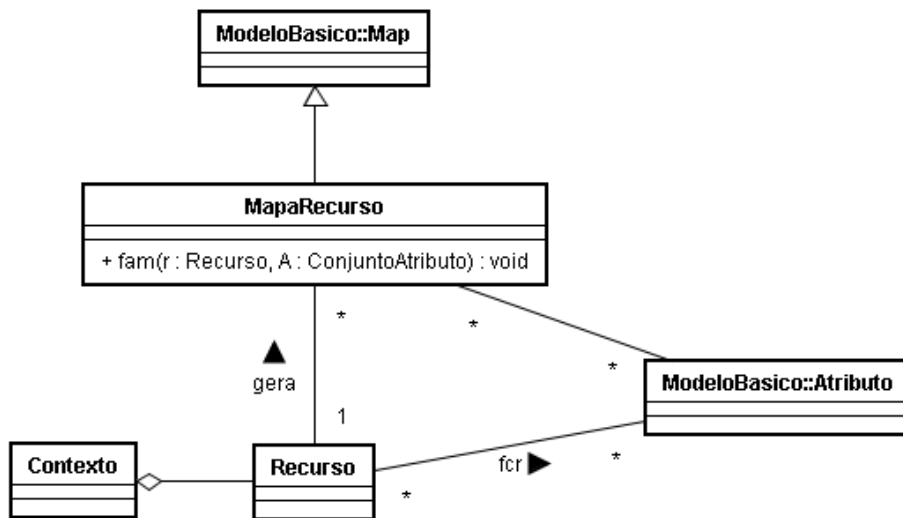 ModeloBasico::Map
MapaRecurso
+ fam(r : Recurso, A : ConjuntoAtributo) : void
*
*
gera
*
ModeloBasico::Atributo
1
Contexto
Recurso
fcr
*
*